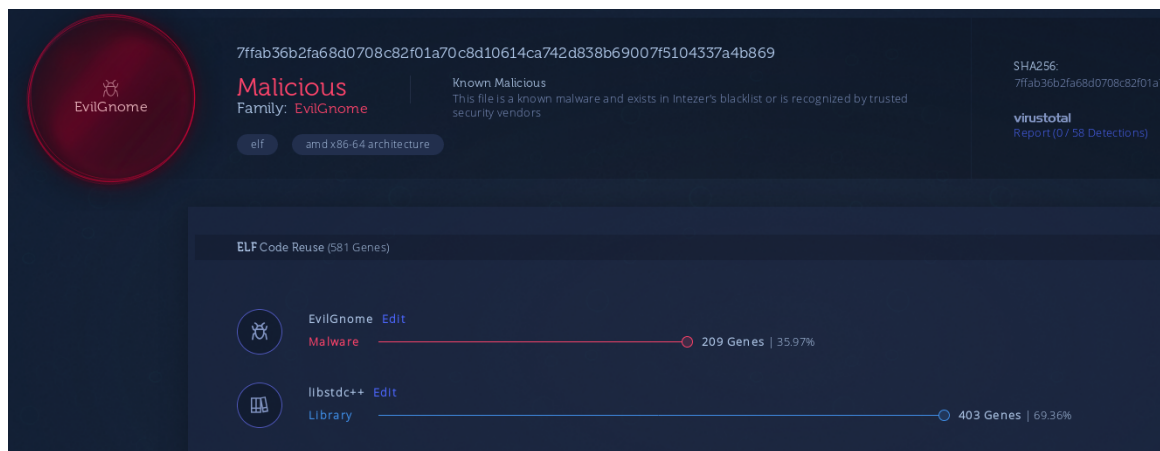 EvilGnome
7ffab36b2fa68d0708c82f01a70c8d10614ca742d838b69007f5104337a4b869
Malicious
Family: EvilGnome
elf
amd x86-64 architecture
Known Malicious
This file is a known malware and exists in Intezer's blacklist or is recognized by trusted
security vendors
SHA256:
7ffab36b2fa68d0708c82f01a
virustotal
Report (0 / 58 Detections)
ELF Code Reuse (581 Genes)
EvilGnome Edit
Malware 209 Genes | 35.97%
libstdc++ Edit
Library 403 Genes | 69.36%